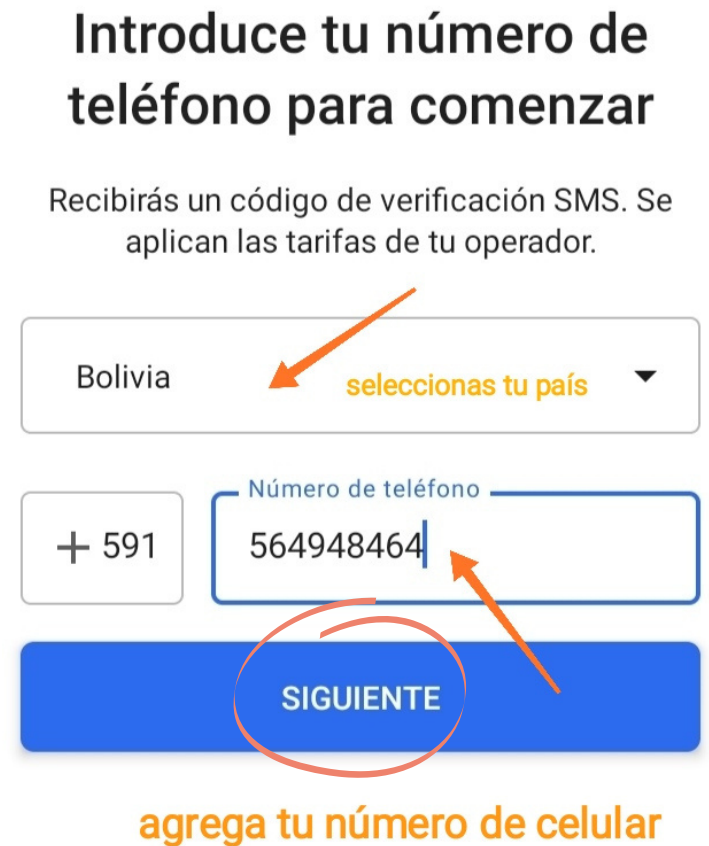 Introduce tu número de
teléfono para comenzar
Recibirás un código de verificación SMS. Se
aplican las tarifas de tu operador.
Bolivia
seleccionas tu país
Número de teléfono
+ 591
564948464
SIGUIENTE
agrega tu número de celular